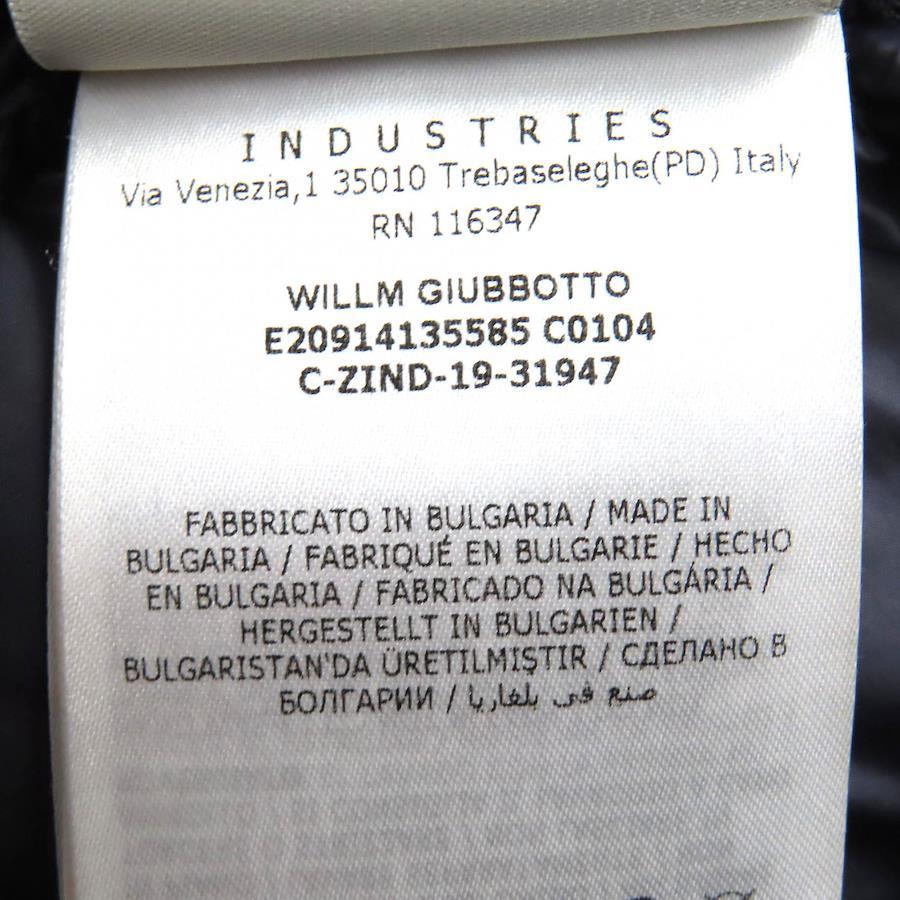 INDUSTRIES
Via Venezia,1 35010 Trebaseleghe(PD) Italy
RN 116347
WILLM GIUBBOTTO
E20914135585 C0104
C-ZIND-19-31947
FABBRICATO IN BULGARIA / MADE IN
BULGARIA / FABRIQUÉ EN BULGARIE / HECHO
EN BULGARIA / FABRICADO NA BULGÁRIA /
HERGESTELLT IN BULGARIEN /
BULGARISTAN'DA ÜRETILMIŞTIR / СДЕЛАНО В
БОЛГАРИИ / صنع في بلغاريا